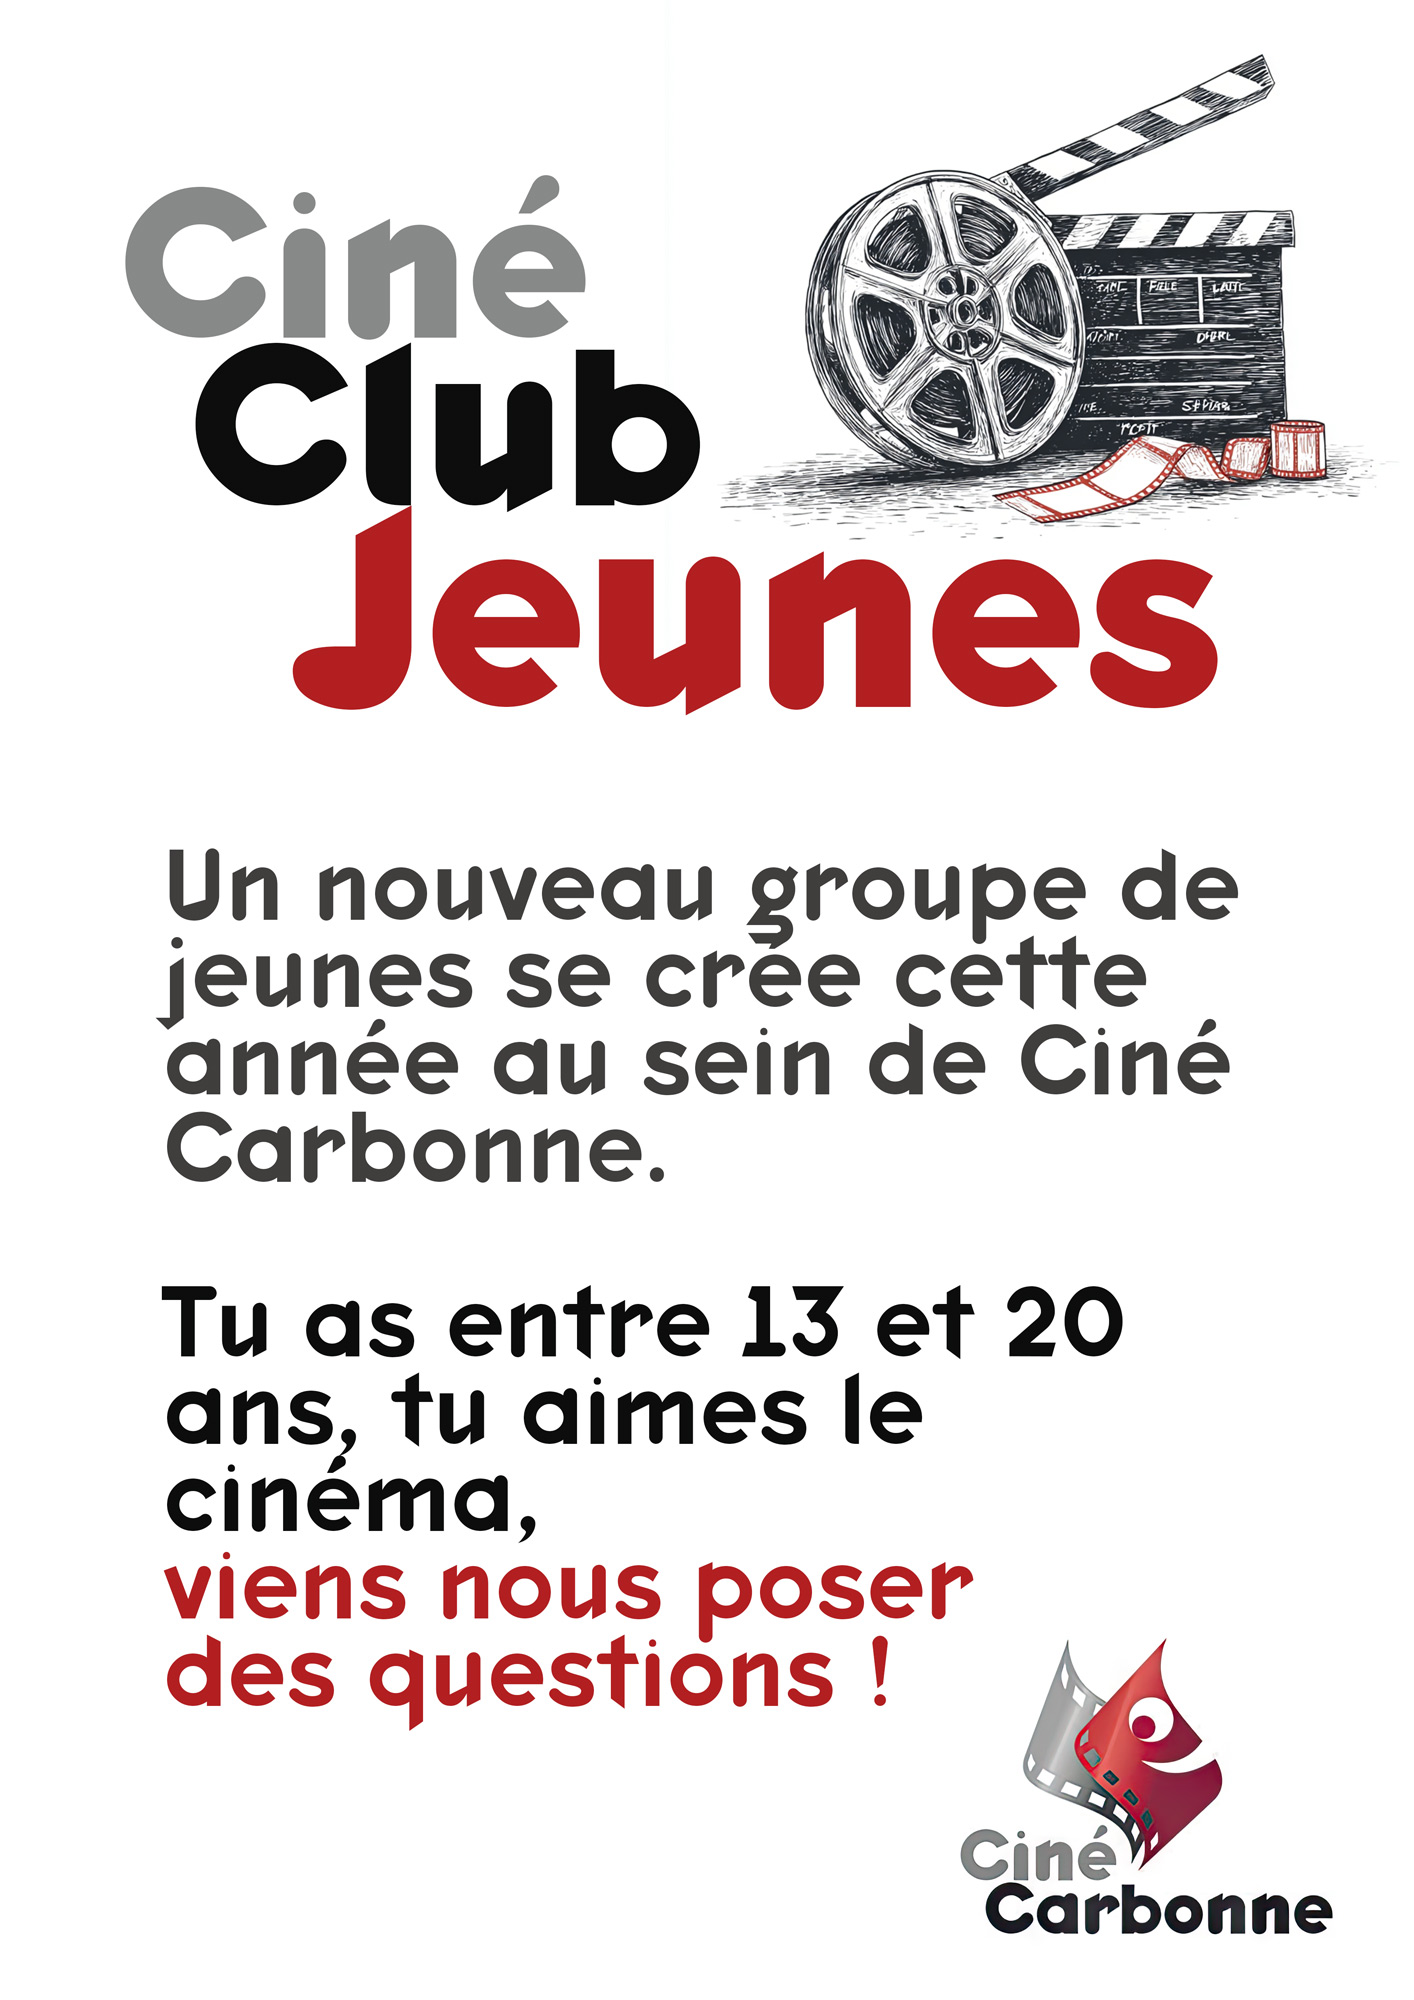 Ciné
Club
Jeunes
Un nouveau groupe de
jeunes se crée cette
année au sein de Ciné
Carbonne.
Tu as entre 13 et 20
ans, tu aimes le
cinéma,
viens nous poser
des questions !
Ciné
Carbonne